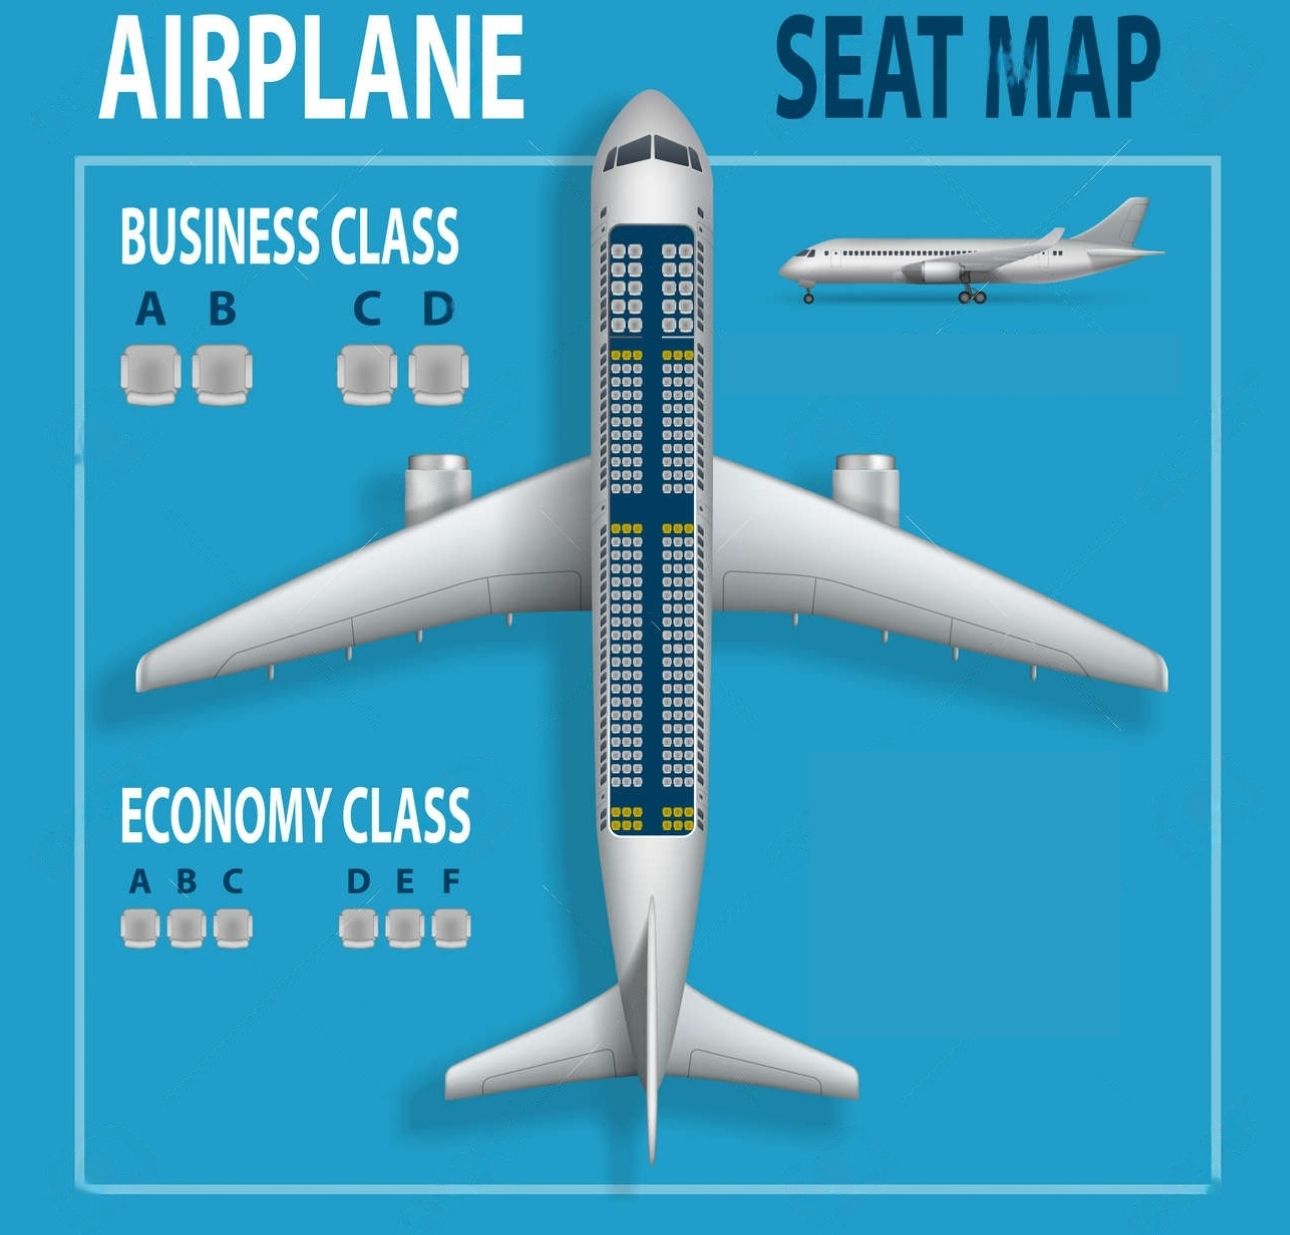 AIRPLANE SEAT MAP
BUSINESS CLASS
A B C D
ECONOMY CLASS
A B C D E F